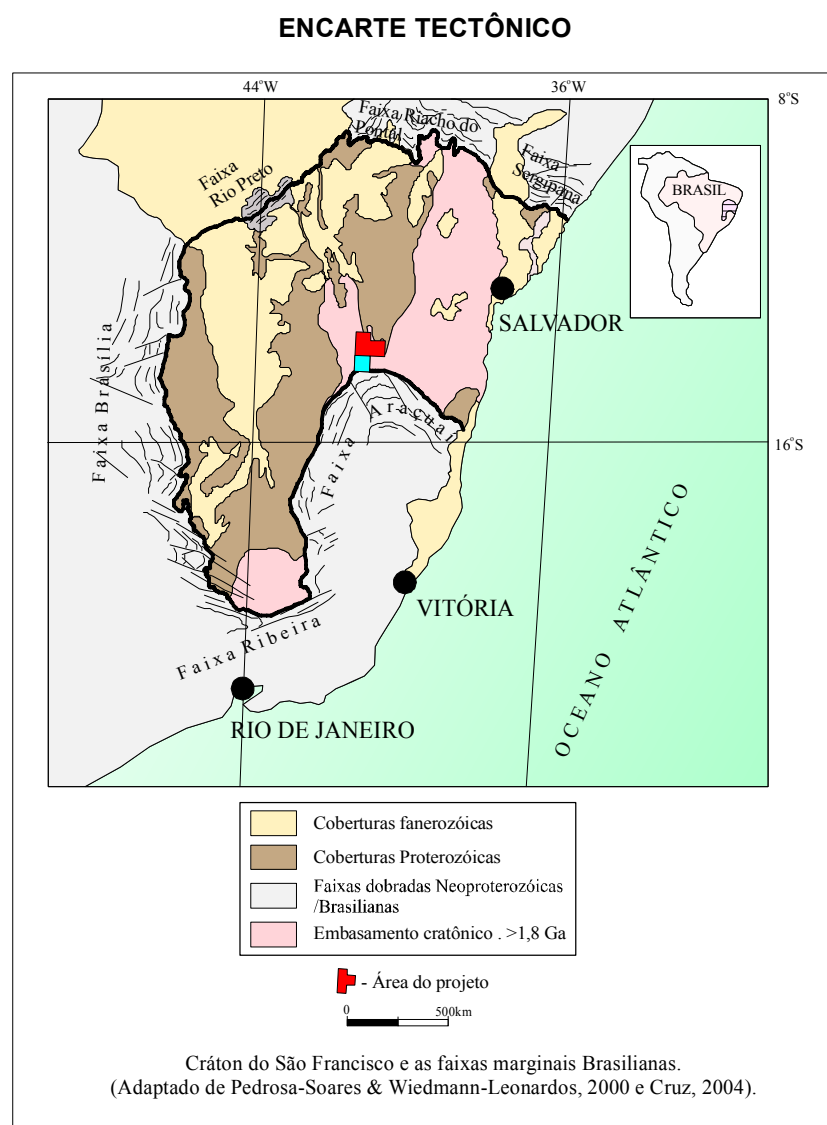 ENCARTE TECTÔNICO
44°W
36°W
8°S
Faixa Riacho do
Pontal
Faixa
Rio Preto
Faixa
Sergipana
BRASIL
SALVADOR
Faixa Brasília
Faixa Araçuaí
16°S
VITÓRIA
Faixa Ribeira
RIO DE JANEIRO
OCEANO ATLÂNTICO
Coberturas fanerozóicas
Coberturas Proterozóicas
Faixas dobradas Neoproterozóicas
/Brasilianas
Embasamento cratônico . >1,8 Ga
- Área do projeto
0 500km
Cráton do São Francisco e as faixas marginais Brasilianas.
(Adaptado de Pedrosa-Soares & Wiedmann-Leonardos, 2000 e Cruz, 2004).